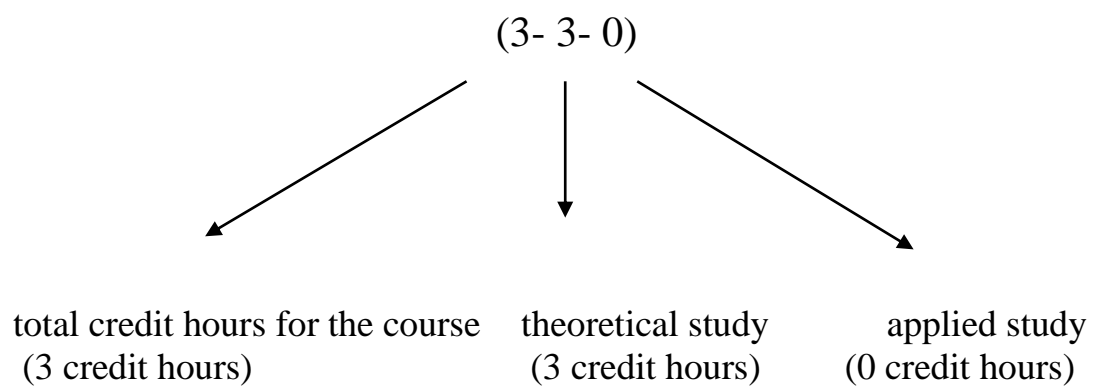 (3- 3- 0)
total credit hours for the course theoretical study applied study
(3 credit hours) (3 credit hours) (0 credit hours)